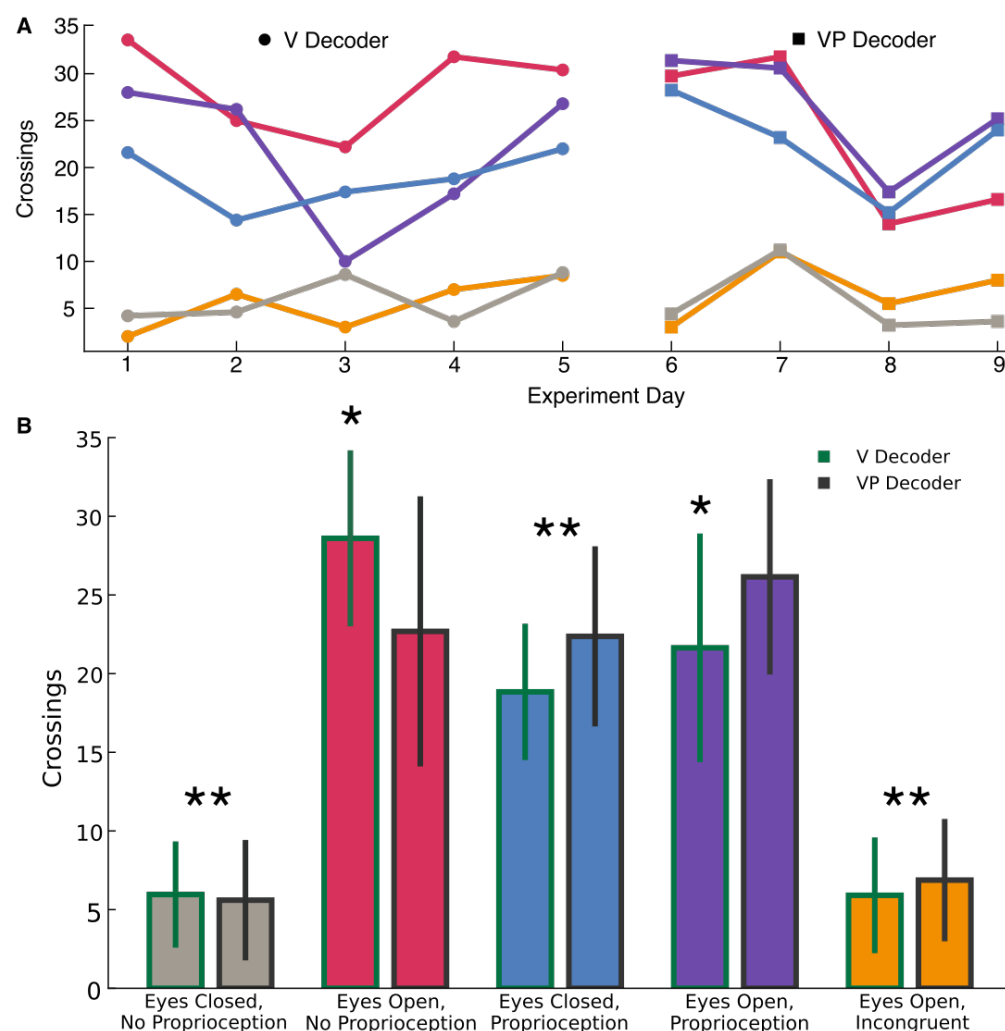 A
V Decoder
VP Decoder
35
30
25
20
15
10
5
Crossings
1 2 3 4 5 6 7 8 9
Experiment Day
B
*
**
*
**
**
V Decoder
VP Decoder
35
30
25
20
15
10
5
0
Crossings
Eyes Closed,
No Proprioception
Eyes Open,
No Proprioception
Eyes Closed,
Proprioception
Eyes Open,
Proprioception
Eyes Open,
Incongruent